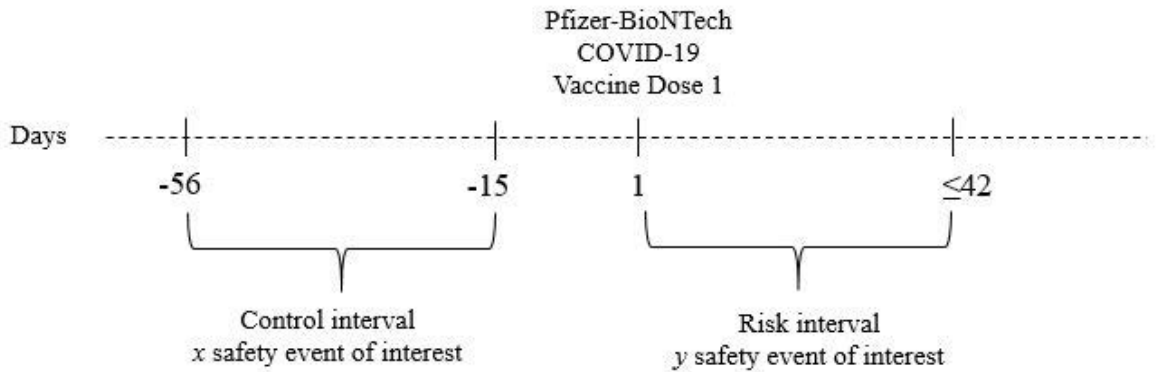 Pfizer-BioNTech
COVID-19
Vaccine Dose 1
Days
-56 -15 1 ≤42
Control interval
x safety event of interest
Risk interval
y safety event of interest